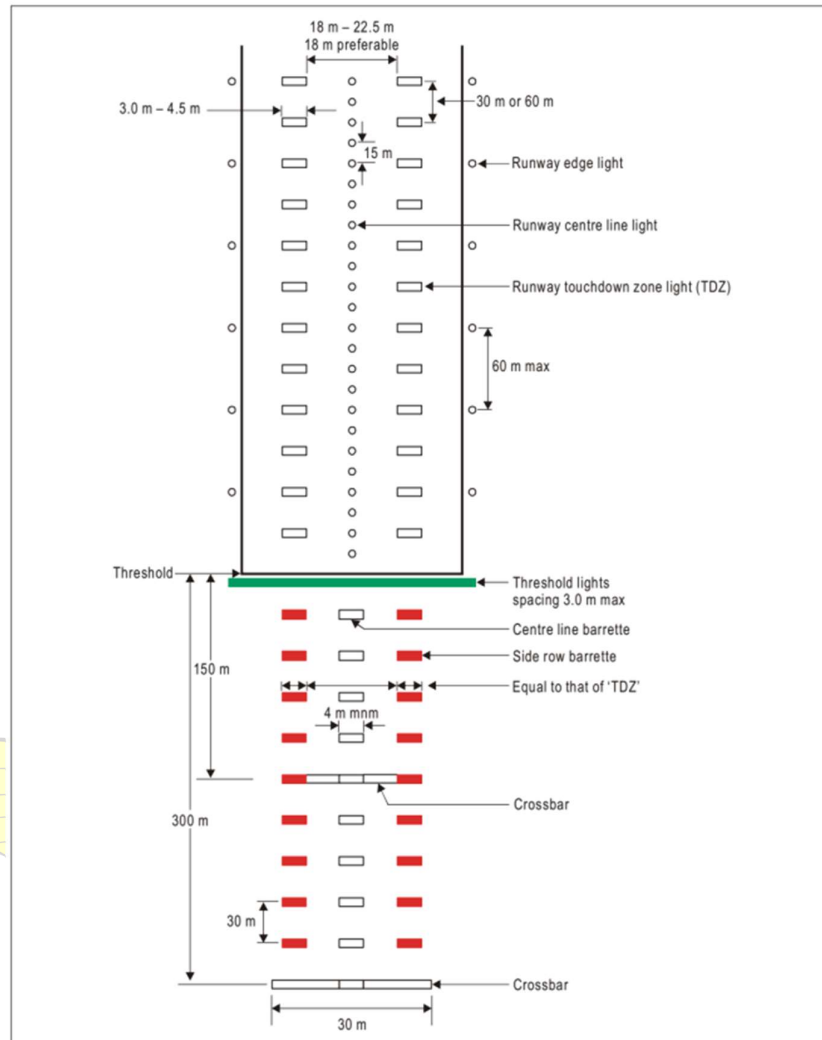 18 m – 22.5 m
18 m preferable
3.0 m – 4.5 m
30 m or 60 m
15 m
Runway edge light
Runway centre line light
Runway touchdown zone light (TDZ)
60 m max
Threshold
Threshold lights
spacing 3.0 m max
Centre line barrette
150 m
Side row barrette
Equal to that of ‘TDZ’
4 m mnm
Crossbar
300 m
30 m
Crossbar
30 m